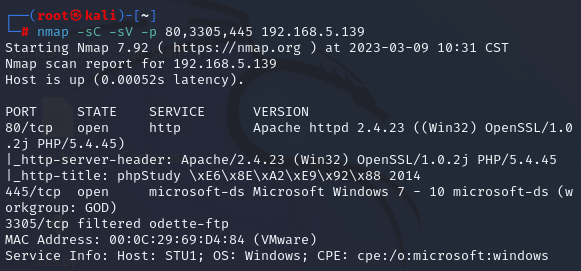 ┌──(root㉿kali)-[~]
└─# nmap -sC -sV -p 80,3305,445 192.168.5.139
Starting Nmap 7.92 ( https://nmap.org ) at 2023-03-09 10:31 CST
Nmap scan report for 192.168.5.139
Host is up (0.00052s latency).

PORT     STATE    SERVICE      VERSION
80/tcp   open     http         Apache httpd 2.4.23 ((Win32) OpenSSL/1.0
.2j PHP/5.4.45)
|_http-server-header: Apache/2.4.23 (Win32) OpenSSL/1.0.2j PHP/5.4.45
|_http-title: phpStudy \xE6\x8E\xA2\xE9\x92\x88 2014
445/tcp  open     microsoft-ds Microsoft Windows 7 - 10 microsoft-ds (w
orkgroup: GOD)
3305/tcp filtered odette-ftp
MAC Address: 00:0C:29:69:D4:84 (VMware)
Service Info: Host: STU1; OS: Windows; CPE: cpe:/o:microsoft:windows